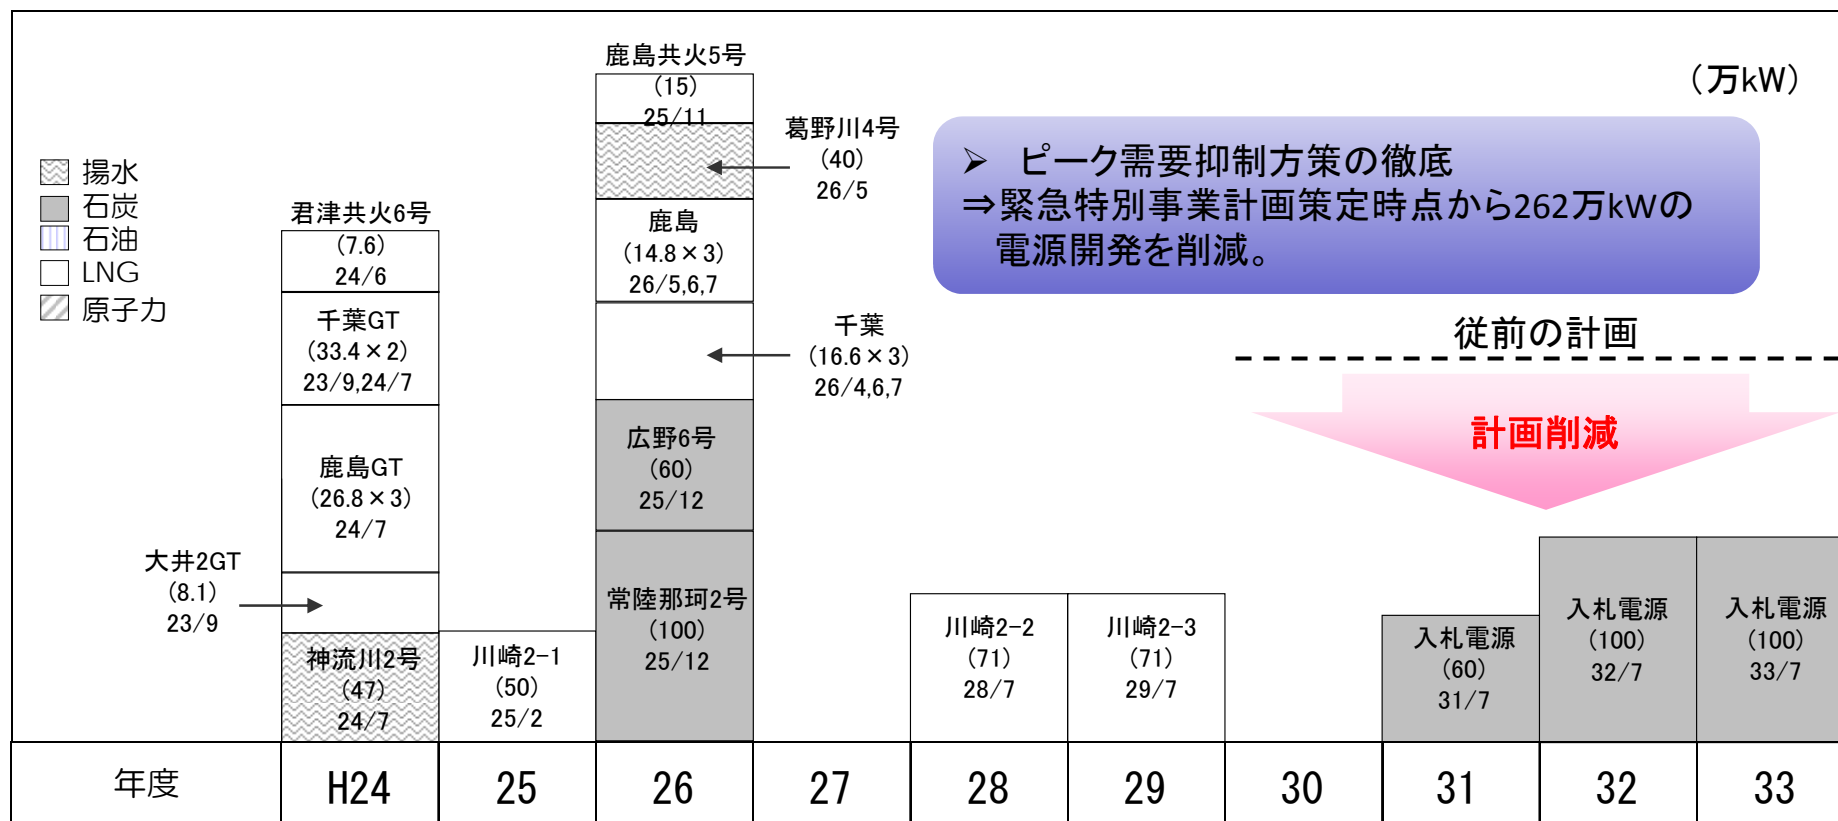 (万kW)
揚水
石炭
石油
LNG
原子力
➢ ピーク需要抑制方策の徹底
⇒緊急特別事業計画策定時点から262万kWの
電源開発を削減。
従前の計画
計画削減
君津共火6号
(7.6)
24/6
千葉GT
(33.4×2)
23/9,24/7
鹿島GT
(26.8×3)
24/7
大井2GT
(8.1)
23/9
神流川2号
(47)
24/7
川崎2-1
(50)
25/2
鹿島共火5号
(15)
25/11
葛野川4号
(40)
26/5
鹿島
(14.8×3)
26/5,6,7
千葉
(16.6×3)
26/4,6,7
広野6号
(60)
25/12
常陸那珂2号
(100)
25/12
川崎2-2
(71)
28/7
川崎2-3
(71)
29/7
入札電源
(60)
31/7
入札電源
(100)
32/7
入札電源
(100)
33/7
年度 H24 25 26 27 28 29 30 31 32 33